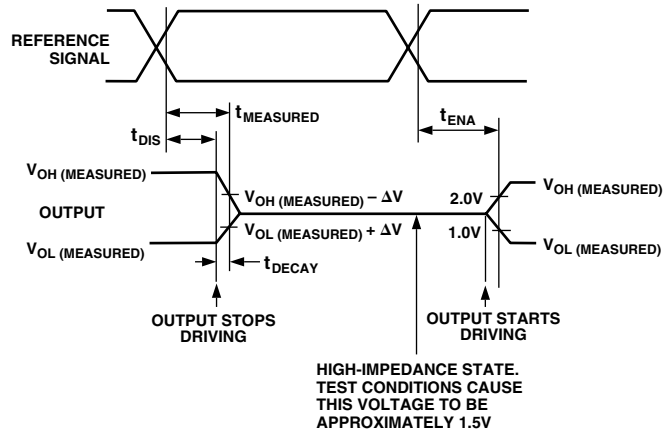 REFERENCE
SIGNAL
tMEASURED
tDIS
tENA
VOH (MEASURED)
VOH (MEASURED) – ΔV
2.0V
VOH (MEASURED)
OUTPUT
VOL (MEASURED) + ΔV
1.0V
VOL (MEASURED)
VOL (MEASURED)
tDECAY
OUTPUT STOPS
DRIVING
OUTPUT STARTS
DRIVING
HIGH-IMPEDANCE STATE.
TEST CONDITIONS CAUSE
THIS VOLTAGE TO BE
APPROXIMATELY 1.5V